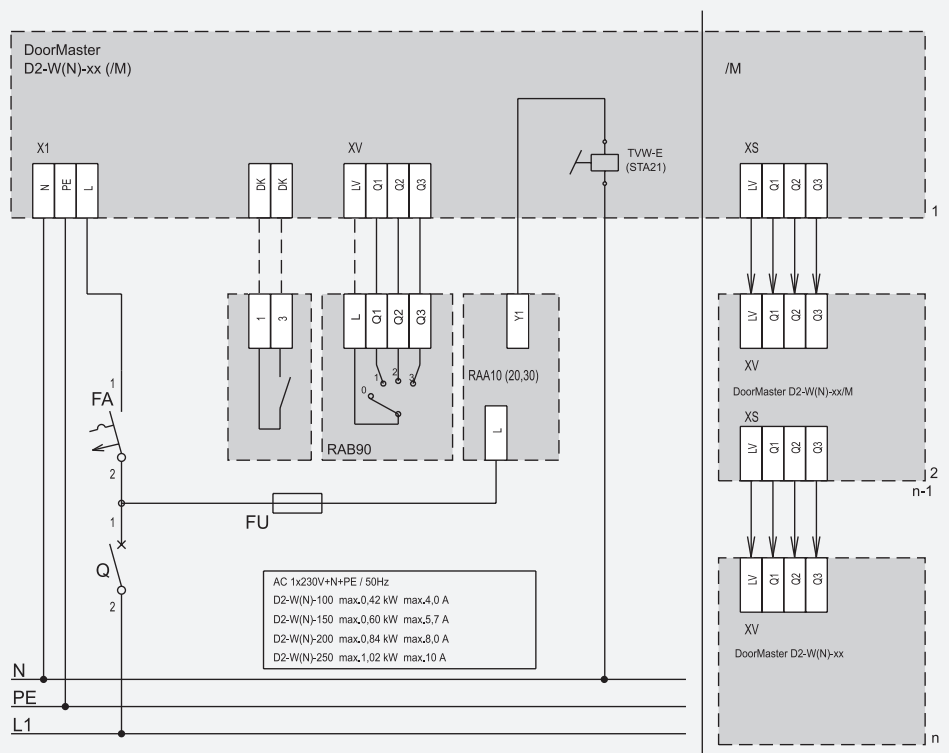 DoorMaster
D2-W(N)-xx (/M)
/M
X1
XV
XS
N
PE
L
DK
DK
LV
Q1
Q2
Q3
TVW-E
(STA21)
LV
Q1
Q2
Q3
1
1
3
L
Q1
Q2
Q3
Y1
LV
Q1
Q2
Q3
0
1
2
3
RAB90
RAA10 (20,30)
L
XV
DoorMaster D2-W(N)-xx/M
XS
LV
Q1
Q2
Q3
2
n-1
1
FA
2
FU
1
Q
2
AC 1x230V+N+PE / 50Hz
D2-W(N)-100 max.0,42 kW max.4,0 A
D2-W(N)-150 max.0,60 kW max.5,7 A
D2-W(N)-200 max.0,84 kW max.8,0 A
D2-W(N)-250 max.1,02 kW max.10 A
LV
Q1
Q2
Q3
XV
DoorMaster D2-W(N)-xx
n
N
PE
L1